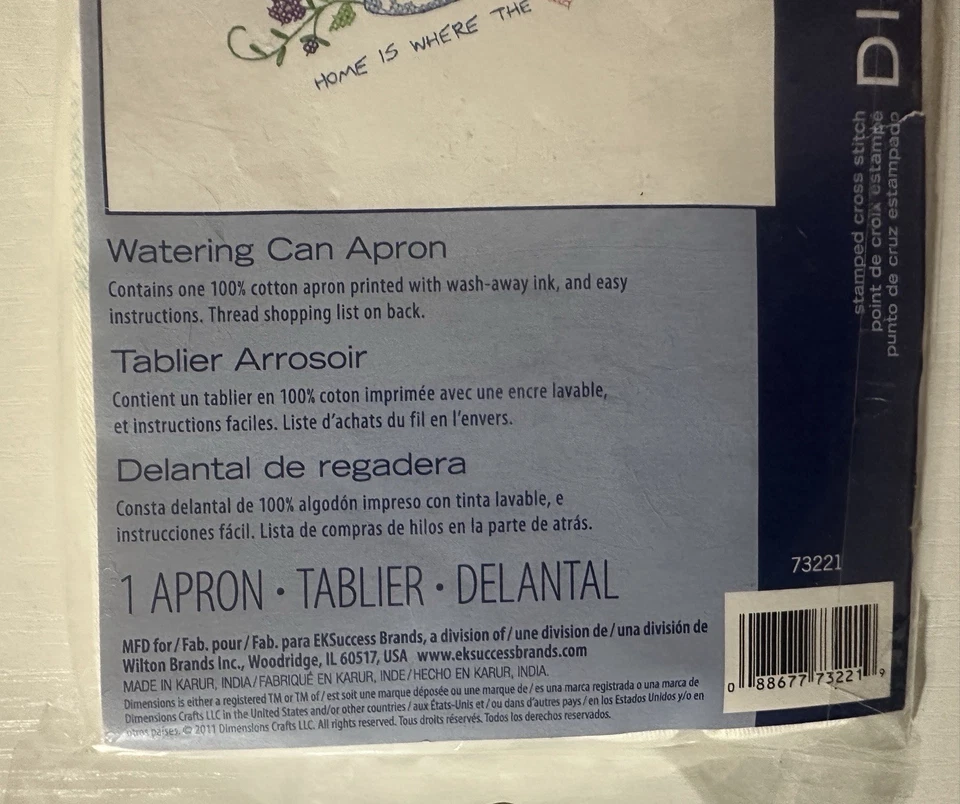 HOME IS WHERE THE
DI
stamped cross stitch
point de croix estampé
punto de cruz estampado
Watering Can Apron
Contains one 100% cotton apron printed with wash-away ink, and easy
instructions. Thread shopping list on back.
Tablier Arrosoir
Contient un tablier en 100% coton imprimée avec une encre lavable,
et instructions faciles. Liste d'achats du fil en l'envers.
Delantal de regadera
Consta delantal de 100% algodón impreso con tinta lavable, e
instrucciones fácil. Lista de compras de hilos en la parte de atrás.
1 APRON • TABLIER • DELANTAL
MFD for/Fab. pour/Fab. para EKSuccess Brands, a division of/une division de/una división de
Wilton Brands Inc., Woodridge, IL 60517, USA www.eksuccessbrands.com
MADE IN KARUR, INDIA/FABRIQUÉ EN KARUR, INDE/HECHO EN KARUR, INDIA.
Dimensions is either a registered TM or TM of/est soit une marque déposée ou une marque de/es una marca registrada o una marca de
Dimensions Crafts LLC in the United States and/or other countries/aux États-Unis et/ou dans d'autres pays/en los Estados Unidos y/o en
otros países. © 2011 Dimensions Crafts LLC. All rights reserved. Tous droits réservés. Todos los derechos reservados.
73221
0 88677 73221 9